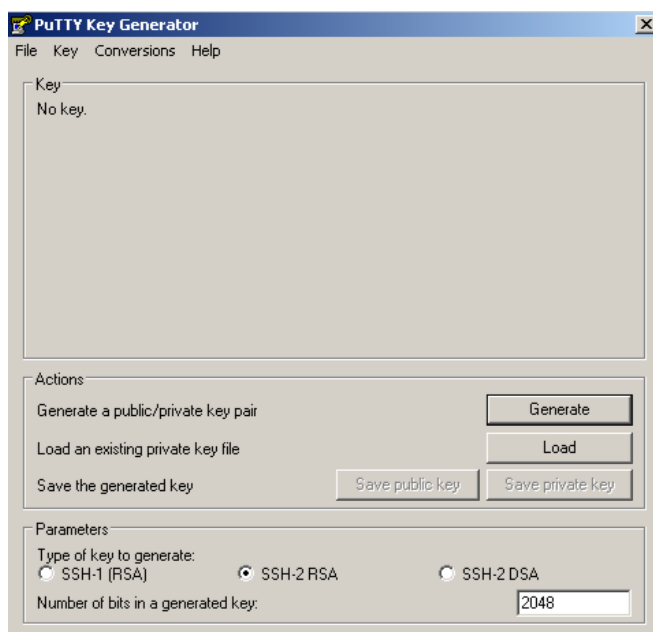 PuTTY Key Generator
File Key Conversions Help
Key
No key.
Actions
Generate a public/private key pair
Generate
Load an existing private key file
Load
Save the generated key
Save public key
Save private key
Parameters
Type of key to generate:
SSH-1 (RSA) SSH-2 RSA SSH-2 DSA
Number of bits in a generated key:
2048